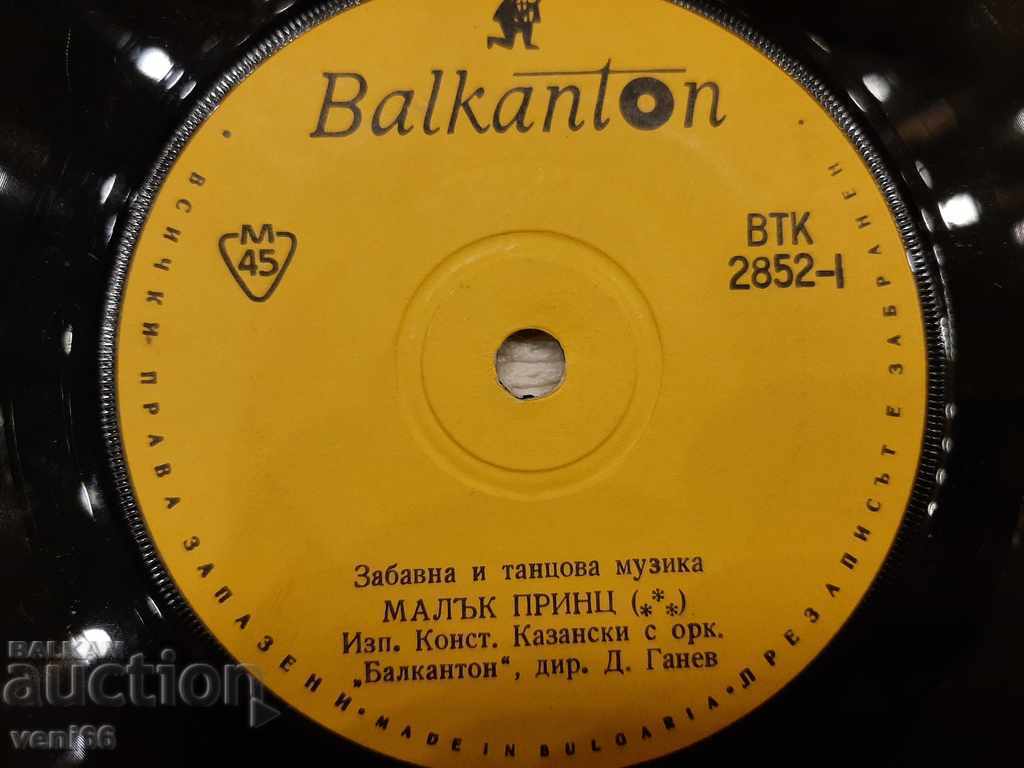 Balkanton
М
45
ВТК
2852-I
Забавна и танцова музика
МАЛЪК ПРИНЦ (***)
Изп. Конст. Казански с орк.
„Балкантон“, дир. Д. Ганев
• ВСИЧКИ ПРАВА ЗАПАЗЕНИ • MADE IN BULGARIA • ПРЕЗАПИСЪТ Е ЗАБРАНЕН •
BALKAN
auction
veni66